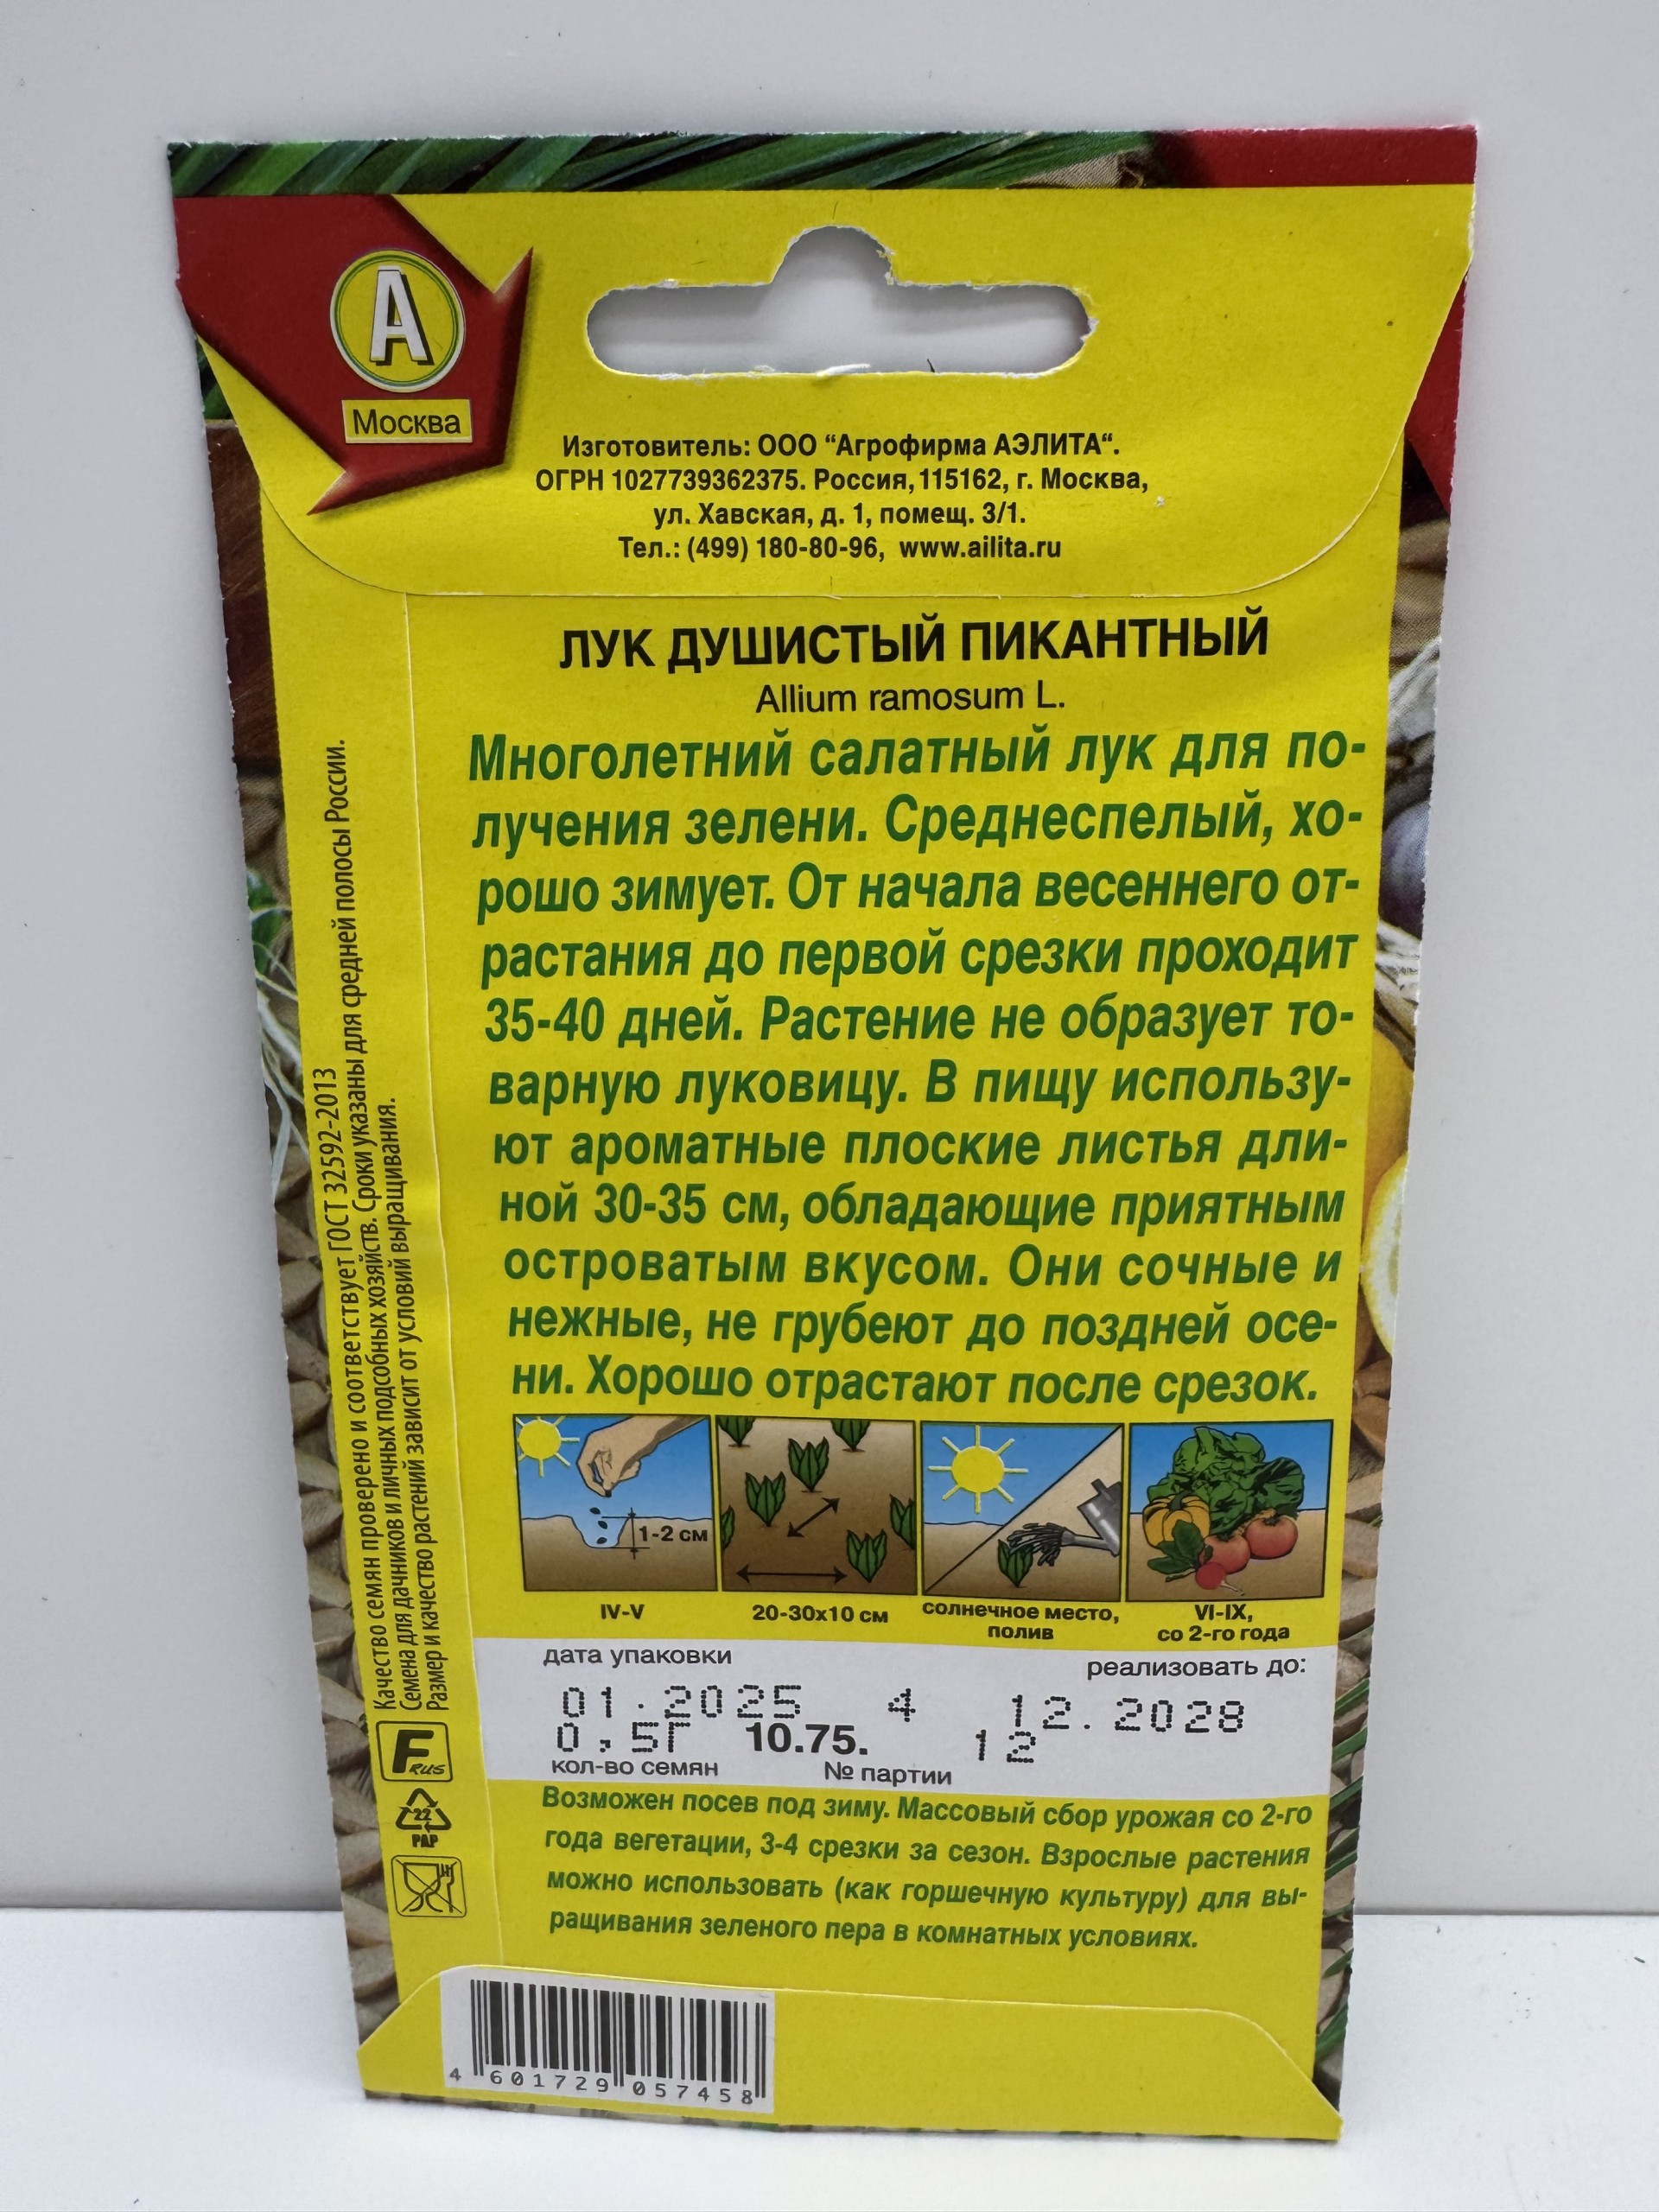 А
Москва
Изготовитель: ООО “Агрофирма АЭЛИТА“.
ОГРН 1027739362375. Россия, 115162, г. Москва,
ул. Хавская, д. 1, помещ. 3/1.
Тел.: (499) 180-80-96, www.ailita.ru
ЛУК ДУШИСТЫЙ ПИКАНТНЫЙ
Allium ramosum L.
Многолетний салатный лук для по-
лучения зелени. Среднеспелый, хо-
рошо зимует. От начала весеннего от-
растания до первой срезки проходит
35-40 дней. Растение не образует то-
варную луковицу. В пищу использу-
ют ароматные плоские листья дли-
ной 30-35 см, обладающие приятным
островатым вкусом. Они сочные и
нежные, не грубеют до поздней осе-
ни. Хорошо отрастают после срезок.
1-2 см
IV-V
20-30х10 см
солнечное место,
полив
VI-IX,
со 2-го года
дата упаковки
реализовать до:
01.2025 4 12.2028
0,5Г 10.75. 12
кол-во семян № партии
Возможен посев под зиму. Массовый сбор урожая со 2-го
года вегетации, 3-4 срезки за сезон. Взрослые растения
можно использовать (как горшечную культуру) для вы-
ращивания зеленого пера в комнатных условиях.
Качество семян проверено и соответствует ГОСТ 32592-2013
Семена для дачников и личных подсобных хозяйств. Сроки указаны для средней полосы России.
Размер и качество растений зависит от условий выращивания.
F RUS
22
PAP
4 601729 057458